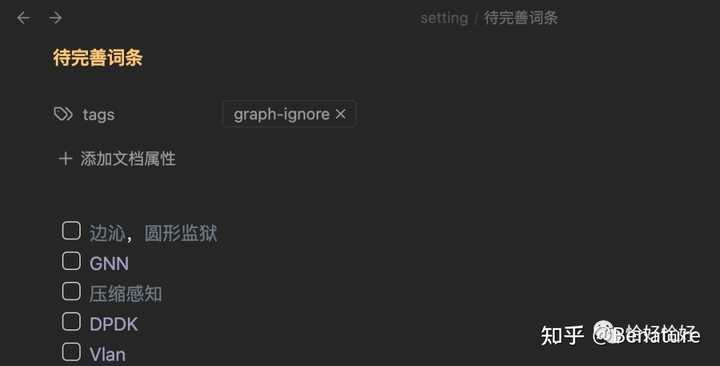 setting / 待完善词条
待完善词条
tags graph-ignore
添加文档属性
边沁，圆形监狱
GNN
压缩感知
DPDK
Vlan
知乎 @Benature
恰好恰好